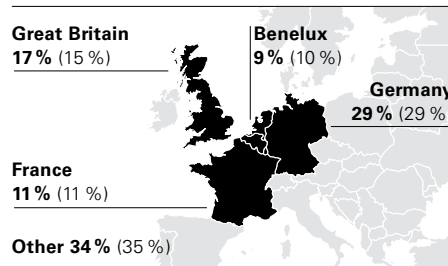 Great Britain
17 % (15 %)
Benelux
9 % (10 %)
Germany
29 % (29 %
France
11 % (11 %)
Other 34 % (35 %)